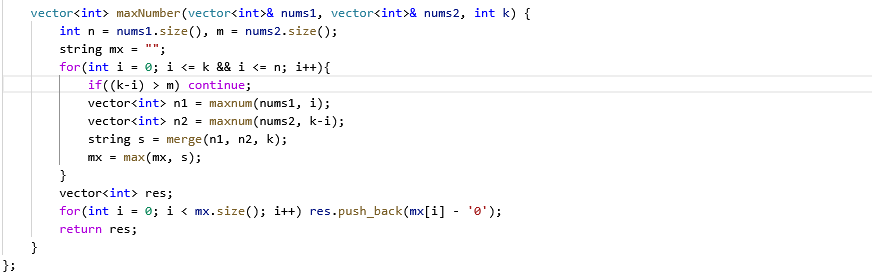 vector<int> maxNumber(vector<int>& nums1, vector<int>& nums2, int k) {
int n = nums1.size(), m = nums2.size();
string mx = "";
for(int i = 0; i <= k && i <= n; i++){
if((k-i) > m) continue;
vector<int> n1 = maxnum(nums1, i);
vector<int> n2 = maxnum(nums2, k-i);
string s = merge(n1, n2, k);
mx = max(mx, s);
}
vector<int> res;
for(int i = 0; i < mx.size(); i++) res.push_back(mx[i] - '0');
return res;
}
};